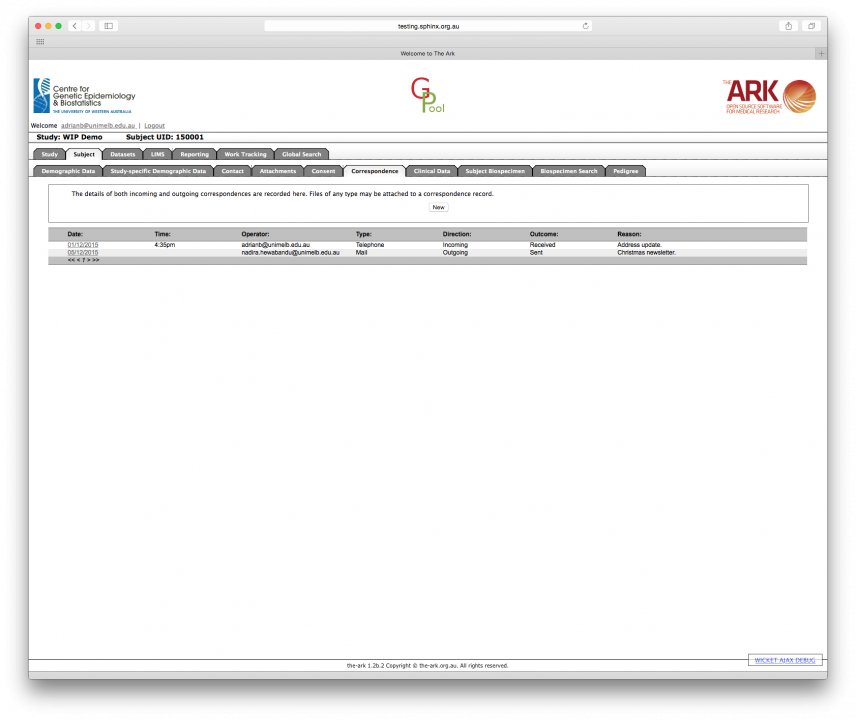 testing.sphinx.org.au
Welcome to The Ark
Centre for
Genetic Epidemiology
& Biostatistics
THE UNIVERSITY OF WESTERN AUSTRALIA
G Pool
THE ARK
OPEN SOURCE SOFTWARE
FOR MEDICAL RESEARCH
Welcome adrianb@unimelb.edu.au | Logout
Study: WIP Demo Subject UID: 150001
Study Subject Datasets LIMS Reporting Work Tracking Global Search
Demographic Data Study-specific Demographic Data Contact Attachments Consent Correspondence Clinical Data Subject Biospecimen Biospecimen Search Pedigree
The details of both incoming and outgoing correspondences are recorded here. Files of any type may be attached to a correspondence record.
New
Date: Time: Operator: Type: Direction: Outcome: Reason:
01/12/2015 4:35pm adrianb@unimelb.edu.au Telephone Incoming Received Address update.
05/12/2015 nadira.hewabandu@unimelb.edu.au Mail Outgoing Sent Christmas newsletter.
<< < 1 > >>
WICKET AJAX DEBUG
the-ark 1.2b.2 Copyright © the-ark.org.au. All rights reserved.